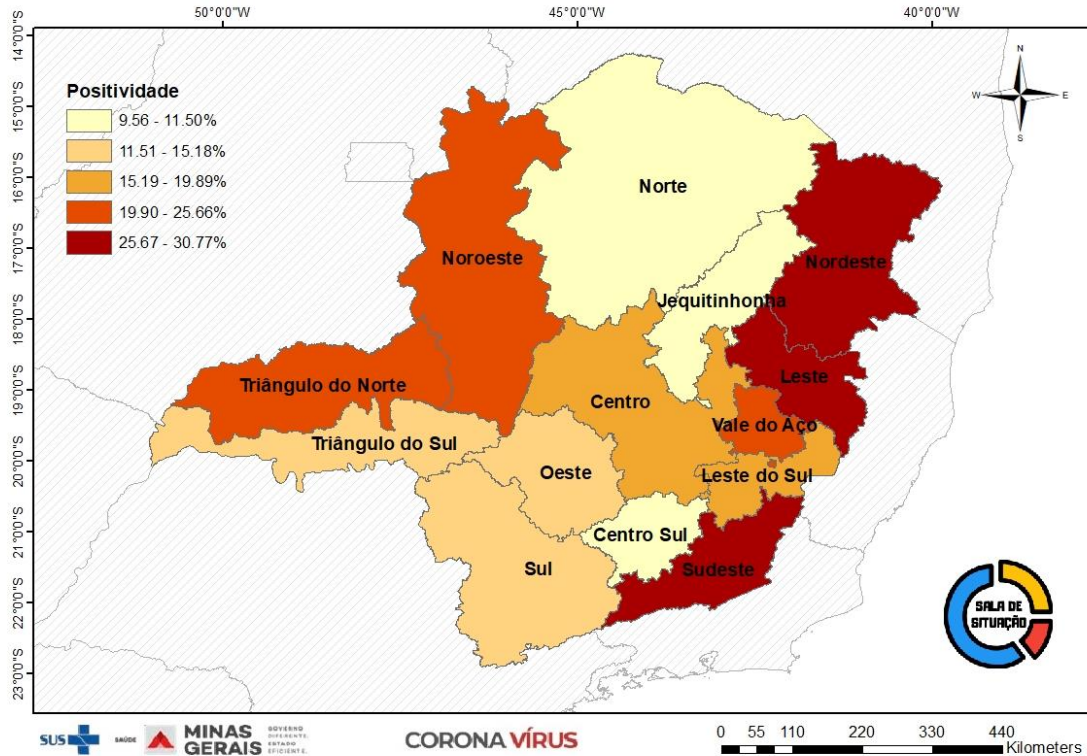 50°0'0"W 45°0'0"W 40°0'0"W
14°0'0"S
15°0'0"S
16°0'0"S
17°0'0"S
18°0'0"S
19°0'0"S
20°0'0"S
21°0'0"S
22°0'0"S
23°0'0"S
Positividade
9.56 - 11.50%
11.51 - 15.18%
15.19 - 19.89%
19.90 - 25.66%
25.67 - 30.77%
N
W E
S
Norte
Noroeste
Nordeste
Jequitinhonha
Leste
Triângulo do Norte
Centro
Vale do Aço
Triângulo do Sul
Oeste
Leste do Sul
Centro Sul
Sul
Sudeste
SALA DE
SITUAÇÃO
SUS
SAÚDE
MINAS
GERAIS
GOVERNO
DIFERENTE.
ESTADO
EFICIENTE.
CORONAVÍRUS
0 55 110 220 330 440
Kilometers